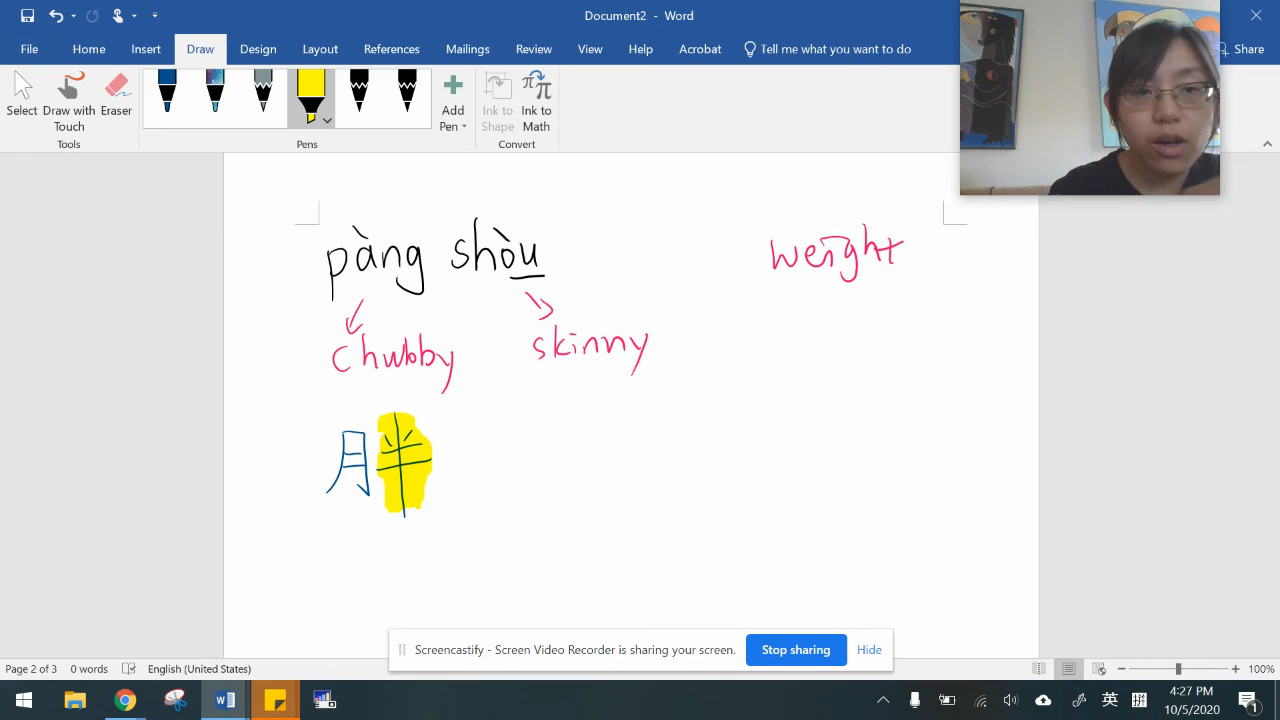 Document2 - Word
File Home Insert Draw Design Layout References Mailings Review View Help Acrobat Tell me what you want to do Share
Select Draw with Touch Eraser Add Pen Ink to Shape Ink to Math
Tools Pens Convert
pàng shòu weight
chubby skinny
月半
Screencastify - Screen Video Recorder is sharing your screen. Stop sharing Hide
Page 2 of 3 0 words English (United States) 100%
英 拼 4:27 PM
10/5/2020 1